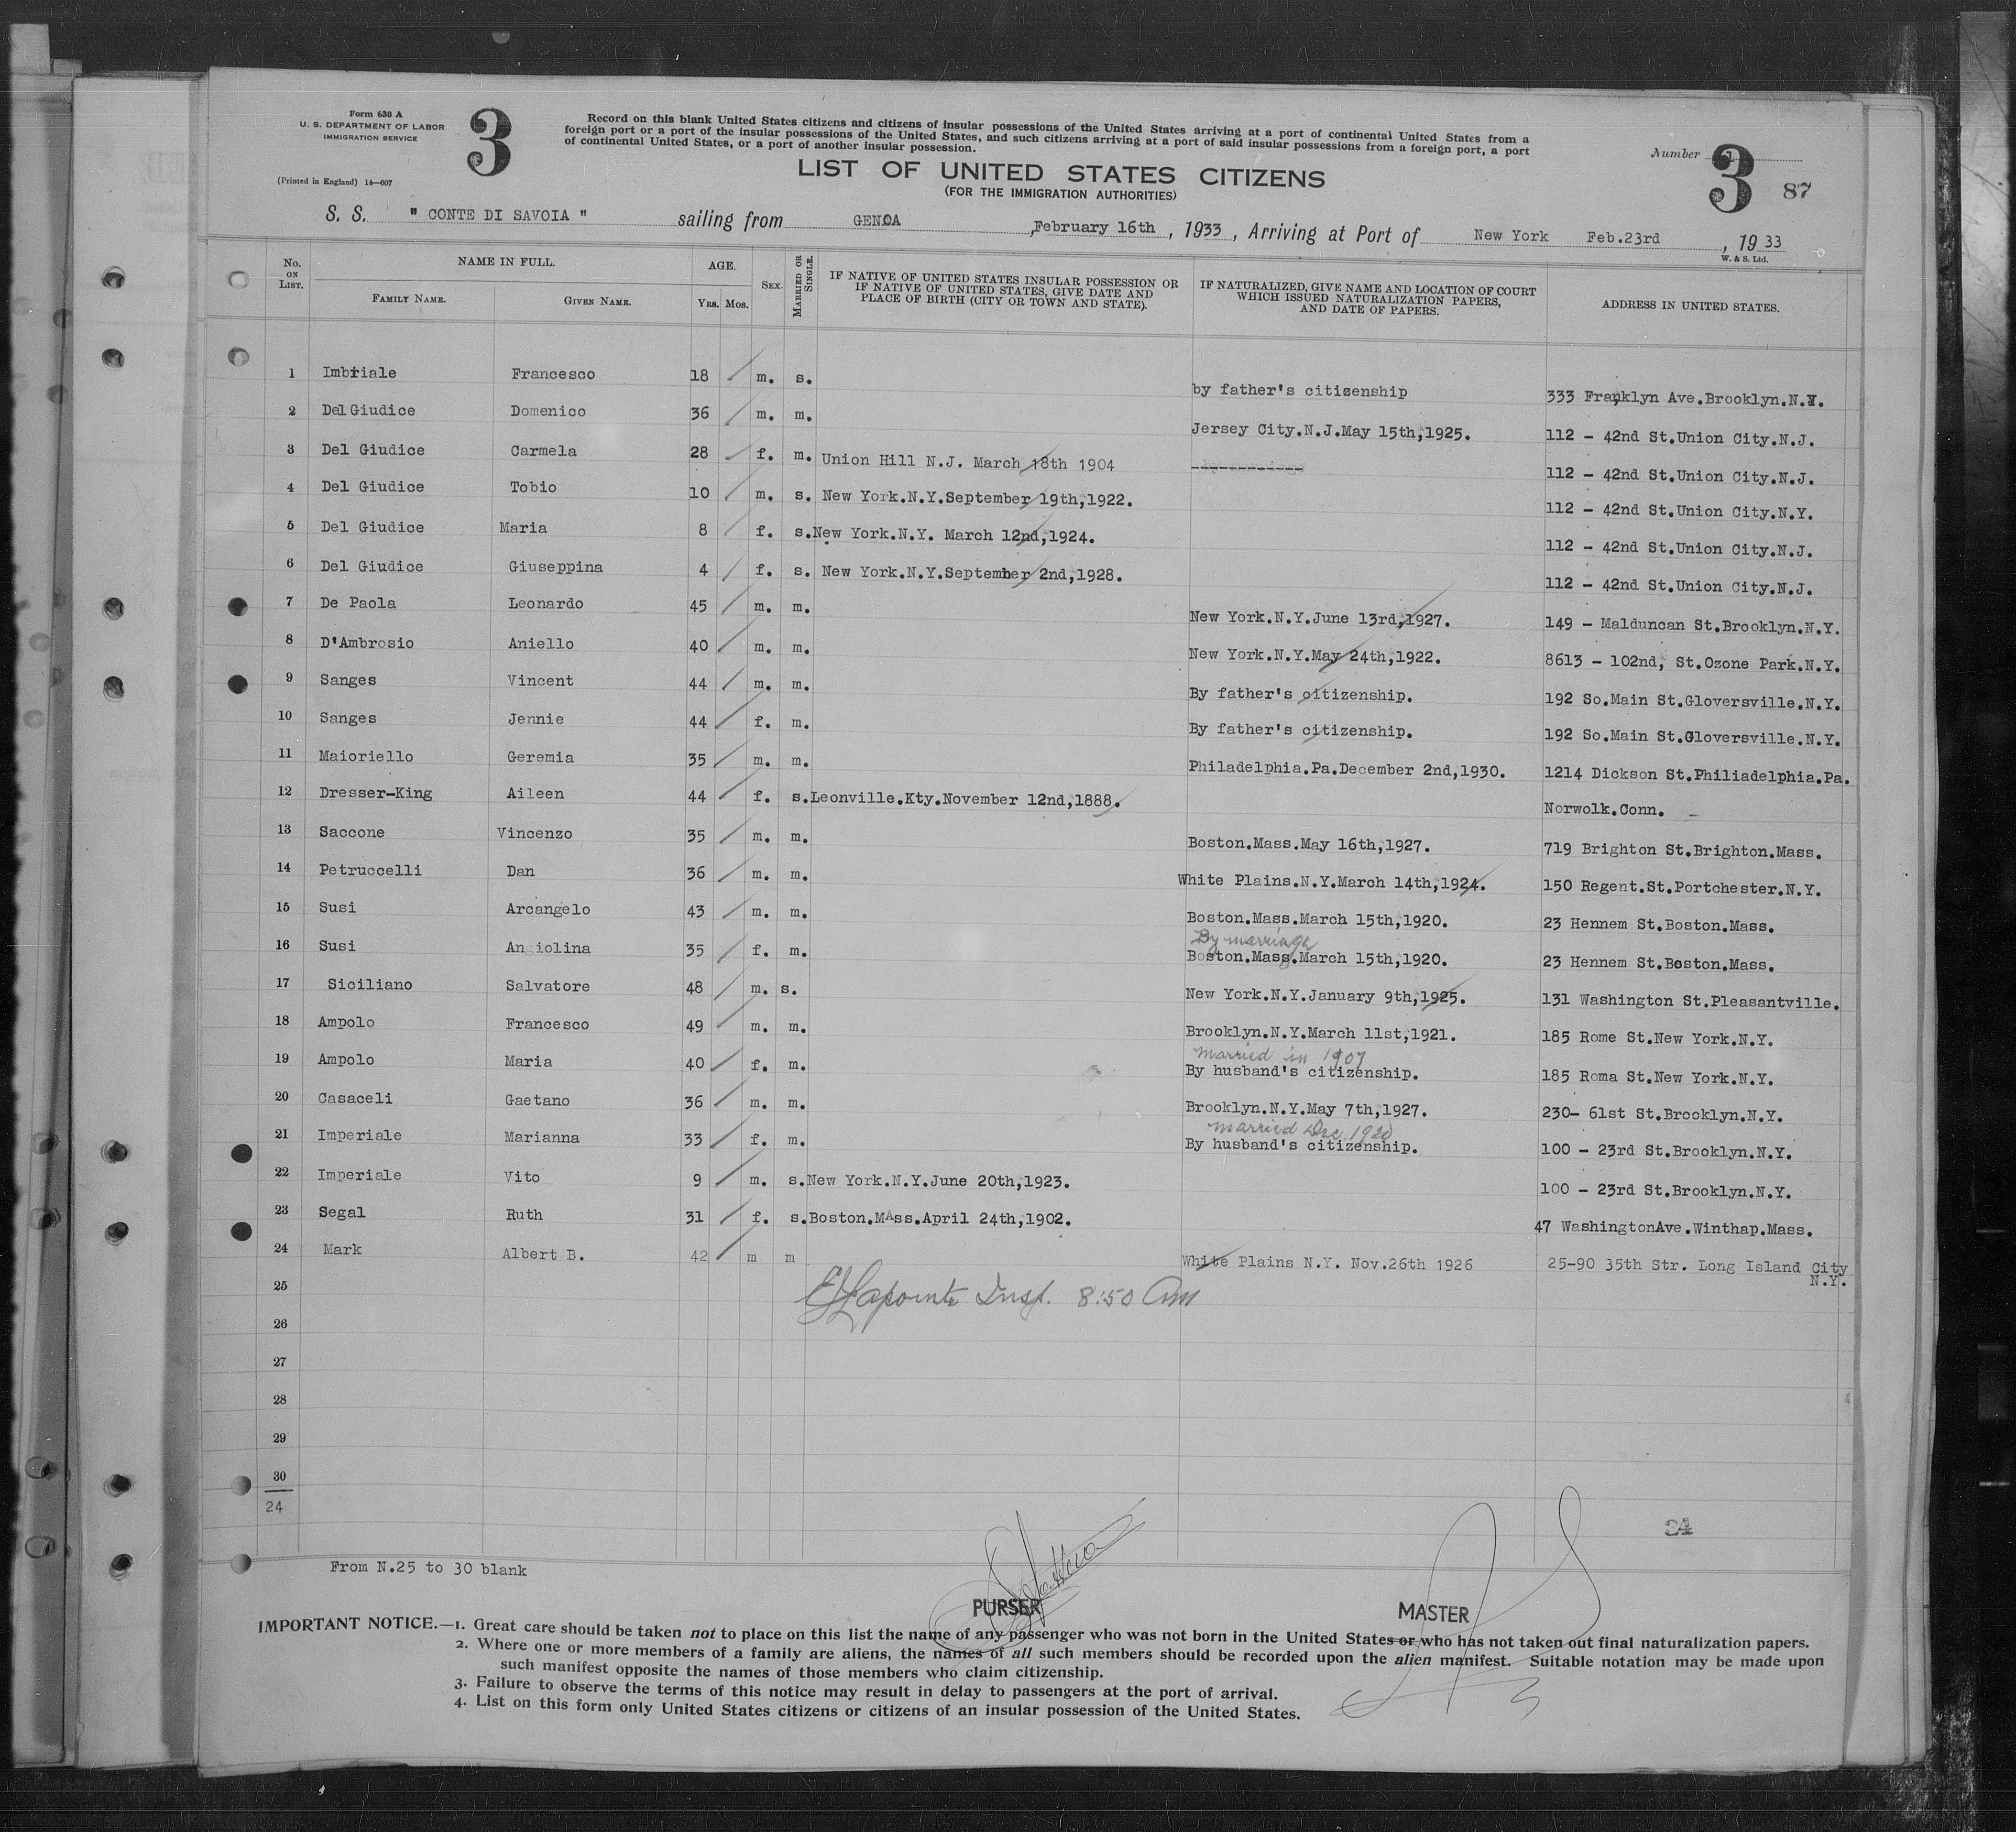 Form 630 A
U. S. DEPARTMENT OF LABOR
IMMIGRATION SERVICE
(Printed in England) 14—607
3
Record on this blank United States citizens and citizens of insular possessions of the United States arriving at a port of continental United States from a
foreign port or a port of the insular possessions of the United States, and such citizens arriving at a port of said insular possessions from a foreign port, a port
of continental United States, or a port of another insular possession.
LIST OF UNITED STATES CITIZENS
(FOR THE IMMIGRATION AUTHORITIES)
Number 3 87
S. S. " CONTE DI SAVOIA " sailing from GENOA, February 16th, 1933, Arriving at Port of New York Feb.23rd, 1933
W. & S. Ltd.
No. ON LIST. NAME IN FULL. AGE. SEX. MARRIED OR SINGLE. IF NATIVE OF UNITED STATES INSULAR POSSESSION OR IF NATIVE OF UNITED STATES, GIVE DATE AND PLACE OF BIRTH (CITY OR TOWN AND STATE). IF NATURALIZED, GIVE NAME AND LOCATION OF COURT WHICH ISSUED NATURALIZATION PAPERS, AND DATE OF PAPERS. ADDRESS IN UNITED STATES.
FAMILY NAME. GIVEN NAME. YRS. MOS.
1 Imbriale Francesco 18 m. s. by father's citizenship 333 Franklyn Ave.Brooklyn.N.Y.
2 Del Giudice Domenico 36 m. m. Jersey City.N.J.May 15th,1925. 112 - 42nd St.Union City.N.J.
3 Del Giudice Carmela 28 f. m. Union Hill N.J. March 18th 1904 ------------ 112 - 42nd St.Union City.N.J.
4 Del Giudice Tobio 10 m. s. New York.N.Y.September 19th,1922. 112 - 42nd St.Union City.N.Y.
5 Del Giudice Maria 8 f. s. New York.N.Y. March 12nd,1924. 112 - 42nd St.Union City.N.J.
6 Del Giudice Giuseppina 4 f. s. New York.N.Y.September 2nd,1928. 112 - 42nd St.Union City.N.J.
7 De Paola Leonardo 45 m. m. New York.N.Y.June 13rd,1927. 149 - Malduncan St.Brooklyn.N.Y.
8 D'Ambrosio Aniello 40 m. m. New York.N.Y.May 24th,1922. 8613 - 102nd, St.Ozone Park.N.Y.
9 Sanges Vincent 44 m. m. By father's citizenship. 192 So.Main St.Gloversville.N.Y.
10 Sanges Jennie 44 f. m. By father's citizenship. 192 So.Main St.Gloversville.N.Y.
11 Maioriello Geremia 35 m. m. Philadelphia.Pa.December 2nd,1930. 1214 Dickson St.Philiadelphia.Pa.
12 Dresser-King Aileen 44 f. s. Leonville.Kty.November 12nd,1888. Norwolk.Conn.
13 Saccone Vincenzo 35 m. m. Boston.Mass.May 16th,1927. 719 Brighton St.Brighton.Mass.
14 Petruccelli Dan 36 m. m. White Plains.N.Y.March 14th,1924. 150 Regent.St.Portchester.N.Y.
15 Susi Arcangelo 43 m. m. Boston.Mass.March 15th,1920. 23 Hennem St.Boston.Mass.
By marriage
16 Susi Angiolina 35 f. m. Boston.Mass.March 15th,1920. 23 Hennem St.Boston.Mass.
17 Siciliano Salvatore 48 m. s. New York.N.Y.January 9th,1925. 131 Washington St.Pleasantville.
18 Ampolo Francesco 49 m. m. Brooklyn.N.Y.March 11st,1921. 185 Rome St.New York.N.Y.
married in 1907
19 Ampolo Maria 40 f. m. By husband's citizenship. 185 Roma St.New York.N.Y.
20 Casaceli Gaetano 36 m. m. Brooklyn.N.Y.May 7th,1927. 230- 61st St.Brooklyn.N.Y.
married Dec. 1920
21 Imperiale Marianna 33 f. m. By husband's citizenship. 100 - 23rd St.Brooklyn.N.Y.
22 Imperiale Vito 9 m. s. New York.N.Y.June 20th,1923. 100 - 23rd St.Brooklyn.N.Y.
23 Segal Ruth 31 f. s. Boston.MAss.April 24th,1902. 47 WashingtonAve.Winthap.Mass.
24 Mark Albert B. 42 m m White Plains N.Y. Nov.26th 1926 25-90 35th Str. Long Island City N.Y.
25 Lapointe Insp. 8:50 Am
26
27
28
29
30
24
24
From N.25 to 30 blank
PURSER MASTER
IMPORTANT NOTICE.—1. Great care should be taken not to place on this list the name of any passenger who was not born in the United States or who has not taken out final naturalization papers.
2. Where one or more members of a family are aliens, the names of all such members should be recorded upon the alien manifest. Suitable notation may be made upon
such manifest opposite the names of those members who claim citizenship.
3. Failure to observe the terms of this notice may result in delay to passengers at the port of arrival.
4. List on this form only United States citizens or citizens of an insular possession of the United States.